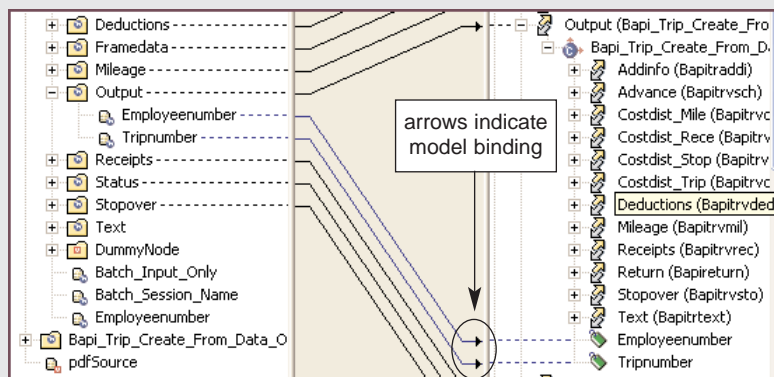 Deductions
Framedata
Mileage
Output
Employeenumber
Tripnumber
Receipts
Status
Stopover
Text
DummyNode
Batch_Input_Only
Batch_Session_Name
Employeenumber
Bapi_Trip_Create_From_Data_O
pdfSource
arrows indicate
model binding
Output (Bapi_Trip_Create_Fro
Bapi_Trip_Create_From_D
Addinfo (Bapitraddi)
Advance (Bapitrvsch)
Costdist_Mile (Bapitrvc
Costdist_Rece (Bapitrv
Costdist_Stop (Bapitrv
Costdist_Trip (Bapitrvc
Deductions (Bapitrvded
Mileage (Bapitrvmil)
Receipts (Bapitrvrec)
Return (Bapireturn)
Stopover (Bapitrvsto)
Text (Bapitrtext)
Employeenumber
Tripnumber